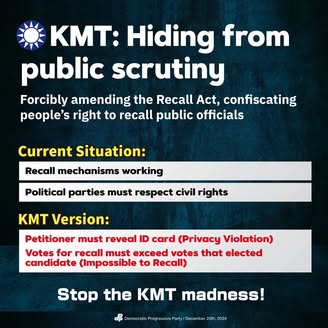 KMT: Hiding from
public scrutiny
Forcibly amending the Recall Act, confiscating
people's right to recall public officials
Current Situation:
Recall mechanisms working
Political parties must respect civil rights
KMT Version:
Petitioner must reveal ID card (Privacy Violation)
Votes for recall must exceed votes that elected
candidate (Impossible to Recall)
Stop the KMT madness!
Democratic Progressive Party / December 20th, 2024